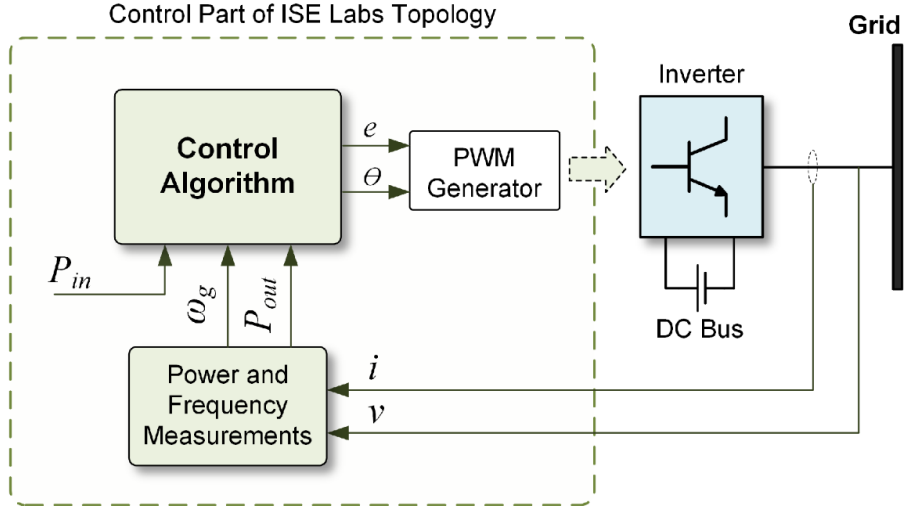 Control Part of ISE Labs Topology
Grid
Inverter
Control
Algorithm
e
θ
PWM
Generator
P_in
ω_g
P_out
DC Bus
Power and
Frequency
Measurements
i
v